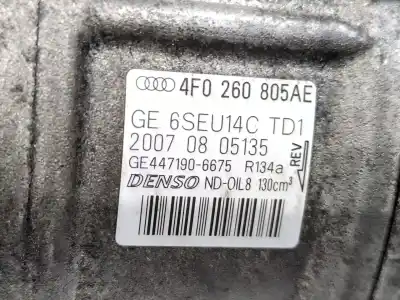 4F0 260 805AE
GE 6SEU14C TD1
2007 08 05135
REV
GE447190-6675 R134a
DENSO ND-OIL8 130cm³